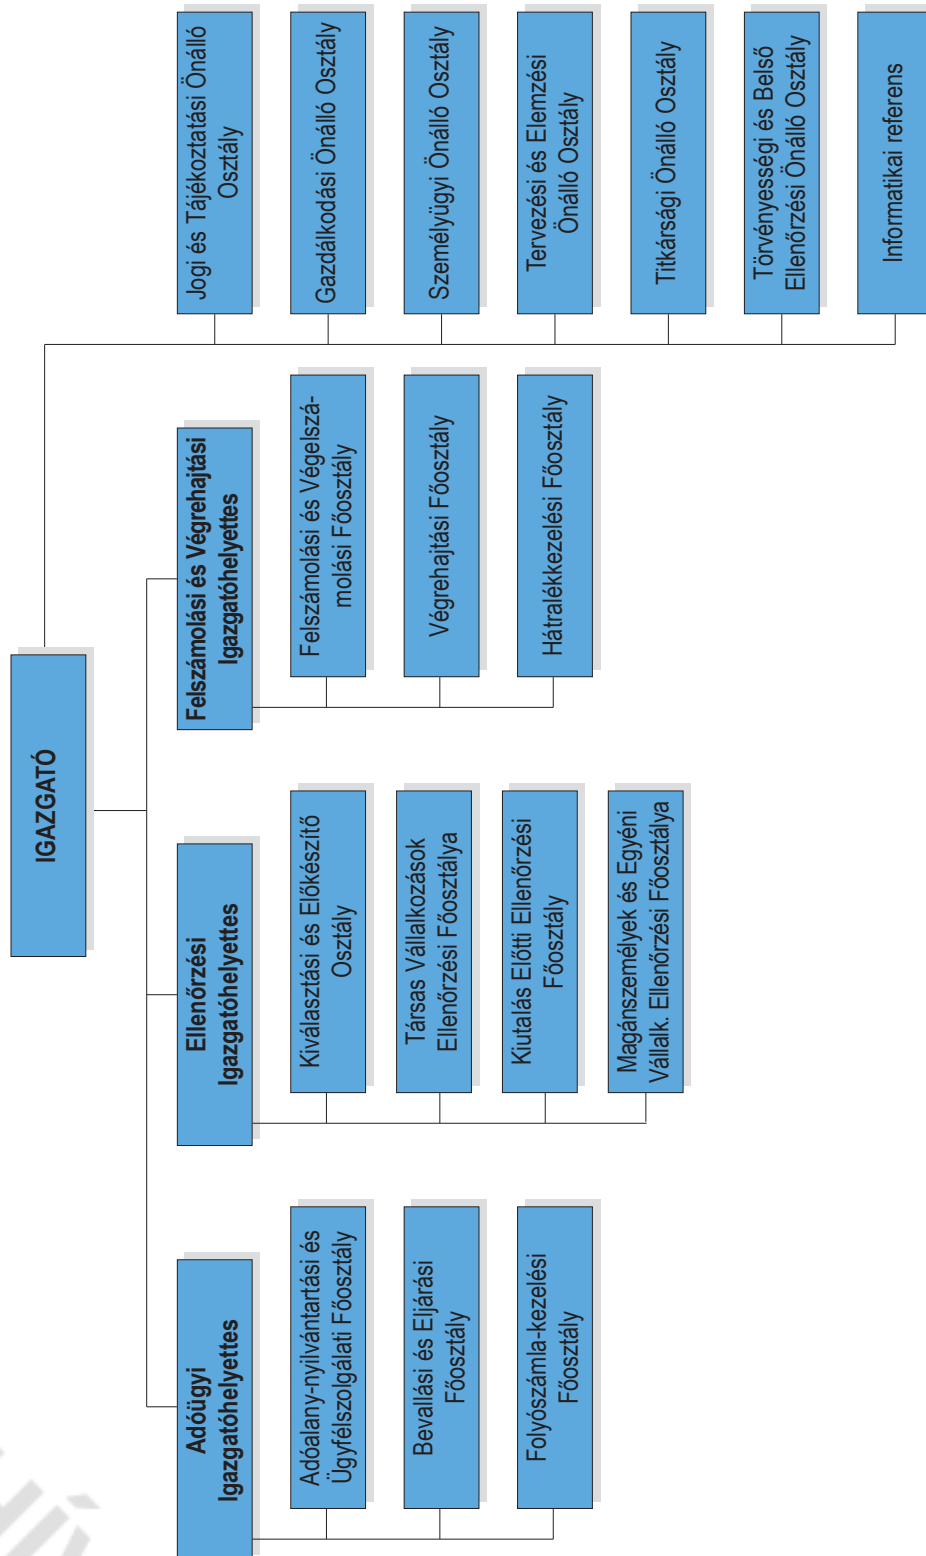 IGAZGATÓ
Adóügyi
Igazgatóhelyettes
Adóalany-nyilvántartási és
Ügyfélszolgálati Főosztály
Bevallási és Eljárási
Főosztály
Folyószámla-kezelési
Főosztály
Ellenőrzési
Igazgatóhelyettes
Kiválasztási és Előkészítő
Osztály
Társas Vállalkozások
Ellenőrzési Főosztálya
Kiutalás Előtti Ellenőrzési
Főosztály
Magánszemélyek és Egyéni
Vállalk. Ellenőrzési Főosztálya
Felszámolási és Végrehajtási
Igazgatóhelyettes
Felszámolási és Végelszá-
molási Főosztály
Végrehajtási Főosztály
Hátralékkezelési Főosztály
Jogi és Tájékoztatási Önálló
Osztály
Gazdálkodási Önálló Osztály
Személyügyi Önálló Osztály
Tervezési és Elemzési
Önálló Osztály
Titkársági Önálló Osztály
Törvényességi és Belső
Ellenőrzési Önálló Osztály
Informatikai referens